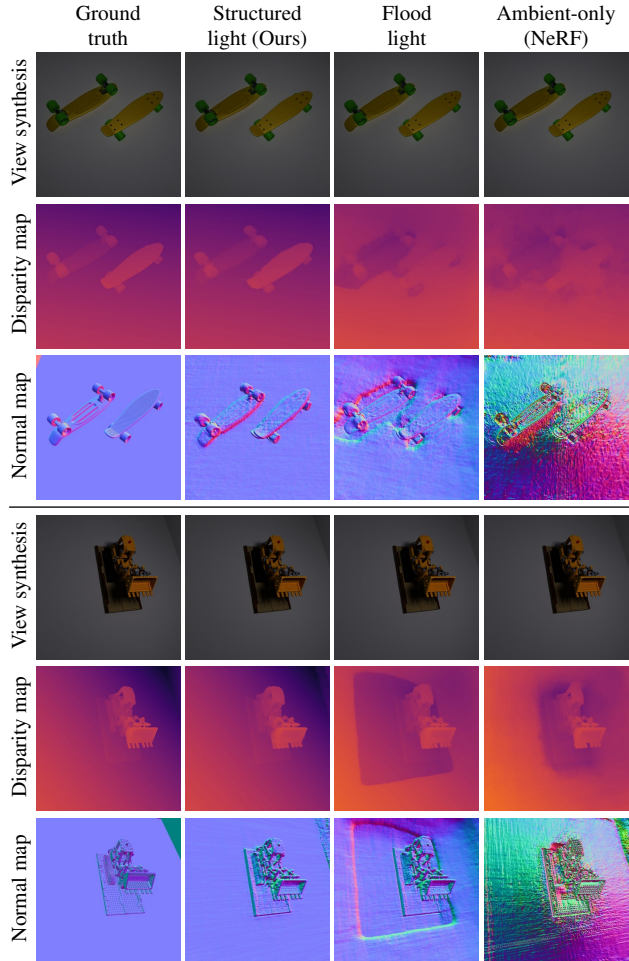 Ground
truth
Structured
light (Ours)
Flood
light
Ambient-only
(NeRF)
View synthesis
Disparity map
Normal map
View synthesis
Disparity map
Normal map